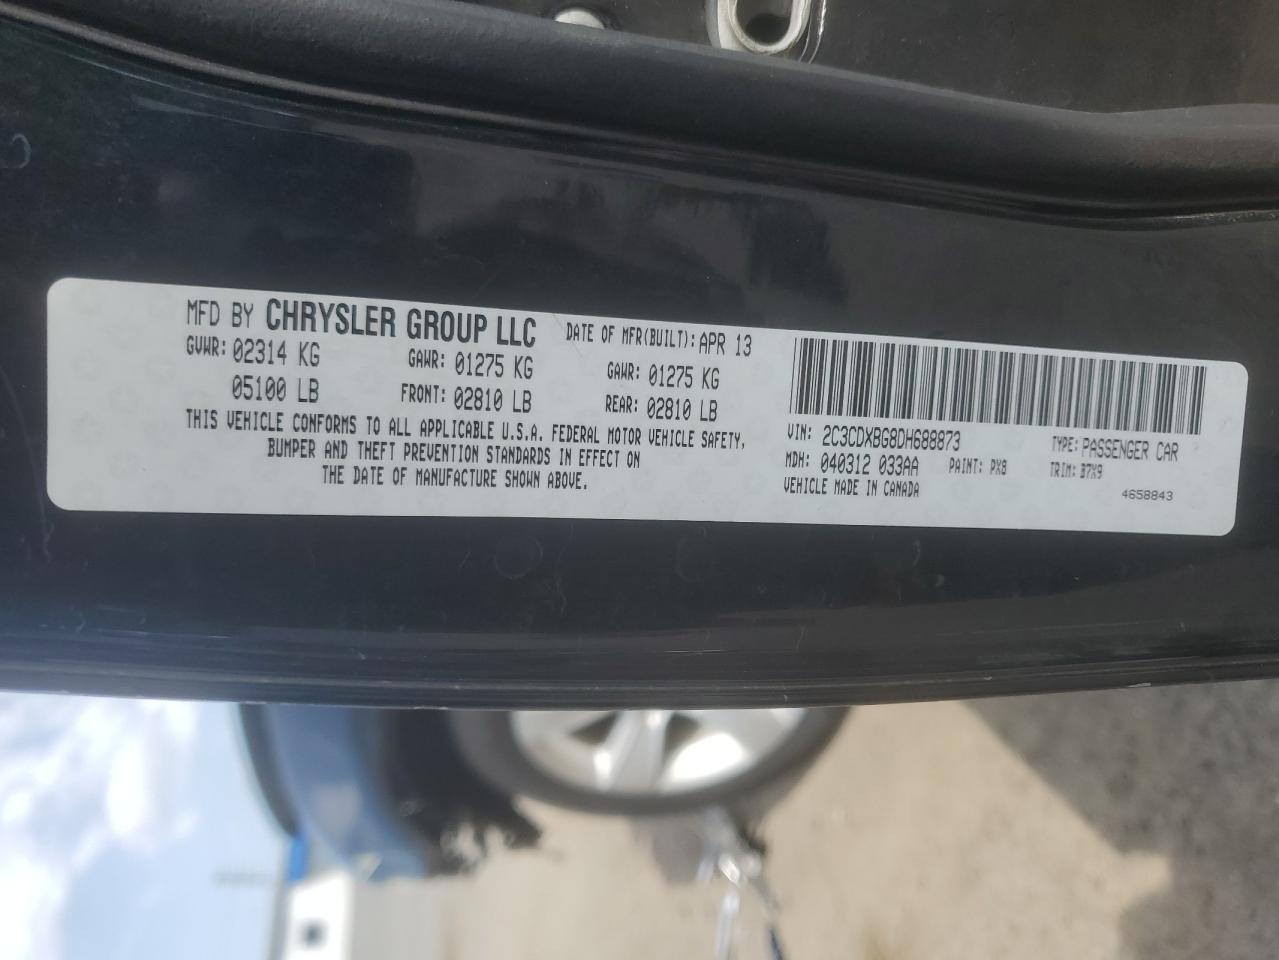 MFD BY CHRYSLER GROUP LLC DATE OF MFR(BUILT): APR 13
GVWR: 02314 KG GAWR: 01275 KG GAWR: 01275 KG
05100 LB FRONT: 02810 LB REAR: 02810 LB
THIS VEHICLE CONFORMS TO ALL APPLICABLE U.S.A. FEDERAL MOTOR VEHICLE SAFETY,
BUMPER AND THEFT PREVENTION STANDARDS IN EFFECT ON
THE DATE OF MANUFACTURE SHOWN ABOVE.
VIN: 2C3CDXBG8DH688873 TYPE: PASSENGER CAR
MDH: 040312 033AA PAINT: PX8 TRIM: B7X9
VEHICLE MADE IN CANADA 4658843